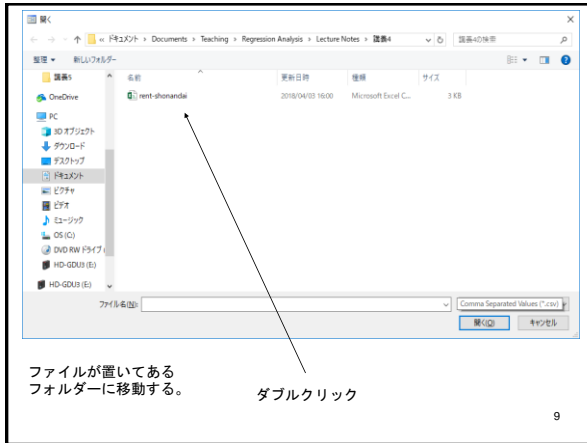 開く
« ドキュメント > Documents > Teaching > Regression Analysis > Lecture Notes > 講義4
講義4の検索
整理 新しいフォルダー
名前 更新日時 種類 サイズ
講義5
rent-shonandai 2018/04/03 16:00 Microsoft Excel C... 3 KB
OneDrive
PC
3D オブジェクト
ダウンロード
デスクトップ
ドキュメント
ピクチャ
ビデオ
ミュージック
OS (C:)
DVD RW ドライブ (
HD-GDU3 (E:)
HD-GDU3 (E:)
ファイル名(N):
Comma Separated Values (*.csv)
開く(O) キャンセル
ファイルが置いてある
フォルダーに移動する。
ダブルクリック
9